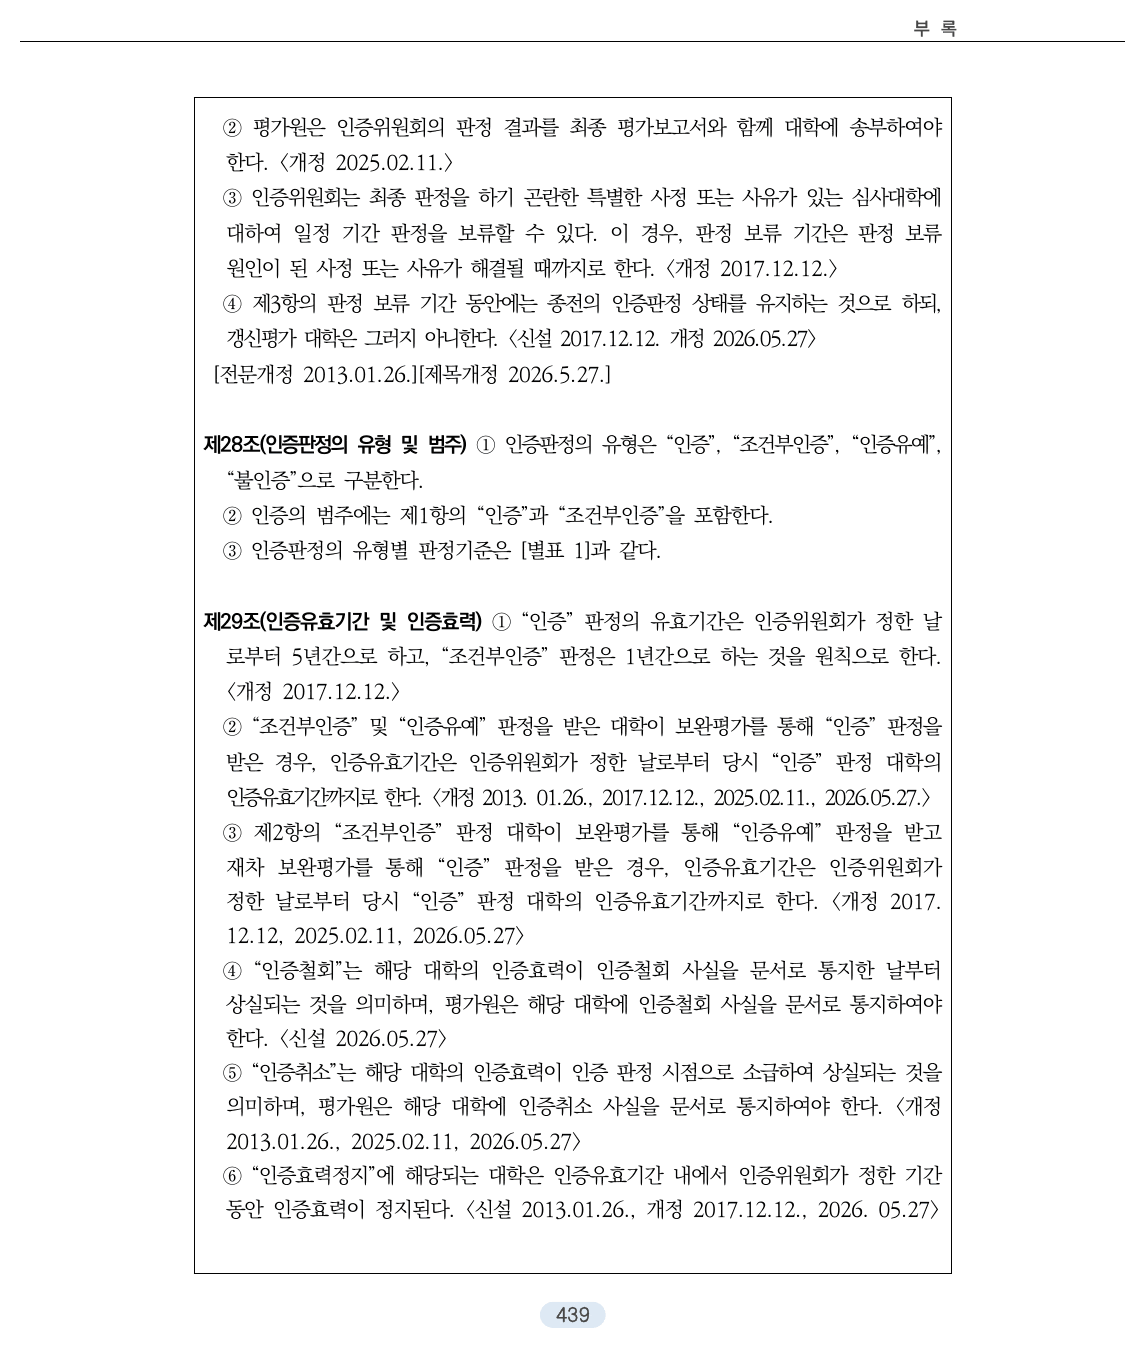 부 록
② 평가원은 인증위원회의 판정 결과를 최종 평가보고서와 함께 대학에 송부하여야
한다. 〈개정 2025.02.11.〉
③ 인증위원회는 최종 판정을 하기 곤란한 특별한 사정 또는 사유가 있는 심사대학에
대하여 일정 기간 판정을 보류할 수 있다. 이 경우, 판정 보류 기간은 판정 보류
원인이 된 사정 또는 사유가 해결될 때까지로 한다. 〈개정 2017.12.12.〉
④ 제3항의 판정 보류 기간 동안에는 종전의 인증판정 상태를 유지하는 것으로 하되,
갱신평가 대학은 그러지 아니한다. 〈신설 2017.12.12. 개정 2026.05.27〉
[전문개정 2013.01.26.][제목개정 2026.5.27.]
제28조(인증판정의 유형 및 범주) ① 인증판정의 유형은 “인증”, “조건부인증”, “인증유예”,
“불인증”으로 구분한다.
② 인증의 범주에는 제1항의 “인증”과 “조건부인증”을 포함한다.
③ 인증판정의 유형별 판정기준은 [별표 1]과 같다.
제29조(인증유효기간 및 인증효력) ① “인증” 판정의 유효기간은 인증위원회가 정한 날
로부터 5년간으로 하고, “조건부인증” 판정은 1년간으로 하는 것을 원칙으로 한다.
〈개정 2017.12.12.〉
② “조건부인증” 및 “인증유예” 판정을 받은 대학이 보완평가를 통해 “인증” 판정을
받은 경우, 인증유효기간은 인증위원회가 정한 날로부터 당시 “인증” 판정 대학의
인증유효기간까지로 한다. 〈개정 2013. 01.26., 2017.12.12., 2025.02.11., 2026.05.27.〉
③ 제2항의 “조건부인증” 판정 대학이 보완평가를 통해 “인증유예” 판정을 받고
재차 보완평가를 통해 “인증” 판정을 받은 경우, 인증유효기간은 인증위원회가
정한 날로부터 당시 “인증” 판정 대학의 인증유효기간까지로 한다. 〈개정 2017.
12.12, 2025.02.11, 2026.05.27〉
④ “인증철회”는 해당 대학의 인증효력이 인증철회 사실을 문서로 통지한 날부터
상실되는 것을 의미하며, 평가원은 해당 대학에 인증철회 사실을 문서로 통지하여야
한다. 〈신설 2026.05.27〉
⑤ “인증취소”는 해당 대학의 인증효력이 인증 판정 시점으로 소급하여 상실되는 것을
의미하며, 평가원은 해당 대학에 인증취소 사실을 문서로 통지하여야 한다. 〈개정
2013.01.26., 2025.02.11, 2026.05.27〉
⑥ “인증효력정지”에 해당되는 대학은 인증유효기간 내에서 인증위원회가 정한 기간
동안 인증효력이 정지된다. 〈신설 2013.01.26., 개정 2017.12.12., 2026. 05.27〉
439